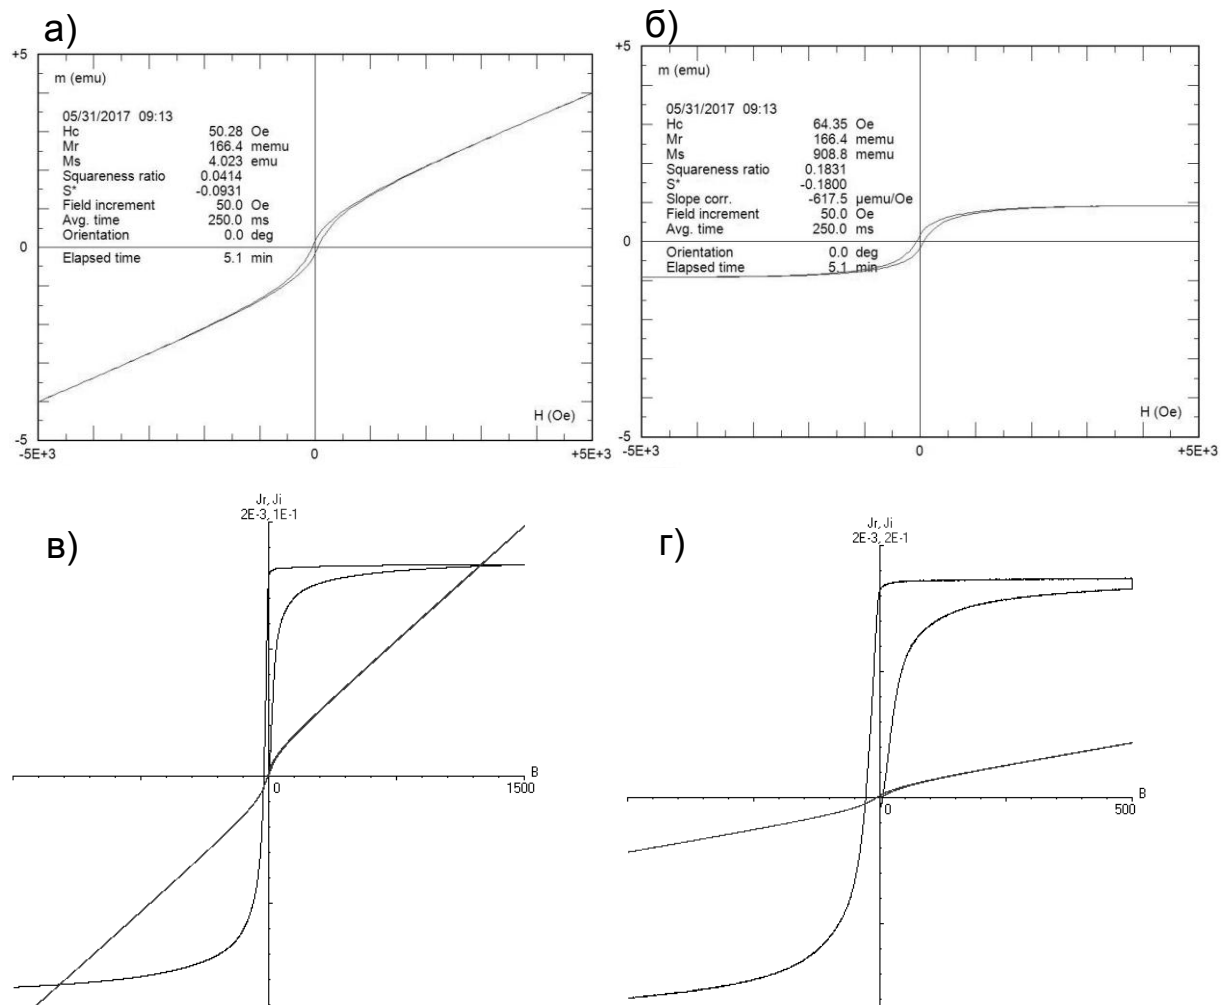 а)
+5
m (emu)
05/31/2017 09:13
Hc 50.28 Oe
Mr 166.4 memu
Ms 4.023 emu
Squareness ratio 0.0414
S* -0.0931
Field increment 50.0 Oe
Avg. time 250.0 ms
Orientation 0.0 deg
0
Elapsed time 5.1 min
H (Oe)
-5
-5E+3 0 +5E+3
б)
+5
m (emu)
05/31/2017 09:13
Hc 64.35 Oe
Mr 166.4 memu
Ms 908.8 memu
Squareness ratio 0.1831
S* -0.1800
Slope corr. -617.5 µemu/Oe
Field increment 50.0 Oe
Avg. time 250.0 ms
0
Orientation 0.0 deg
Elapsed time 5.1 min
H (Oe)
-5
-5E+3 0 +5E+3
в)
Jr, Ji
2E-3, 1E-1
B
0 1500
г)
Jr, Ji
2E-3, 2E-1
B
0 500